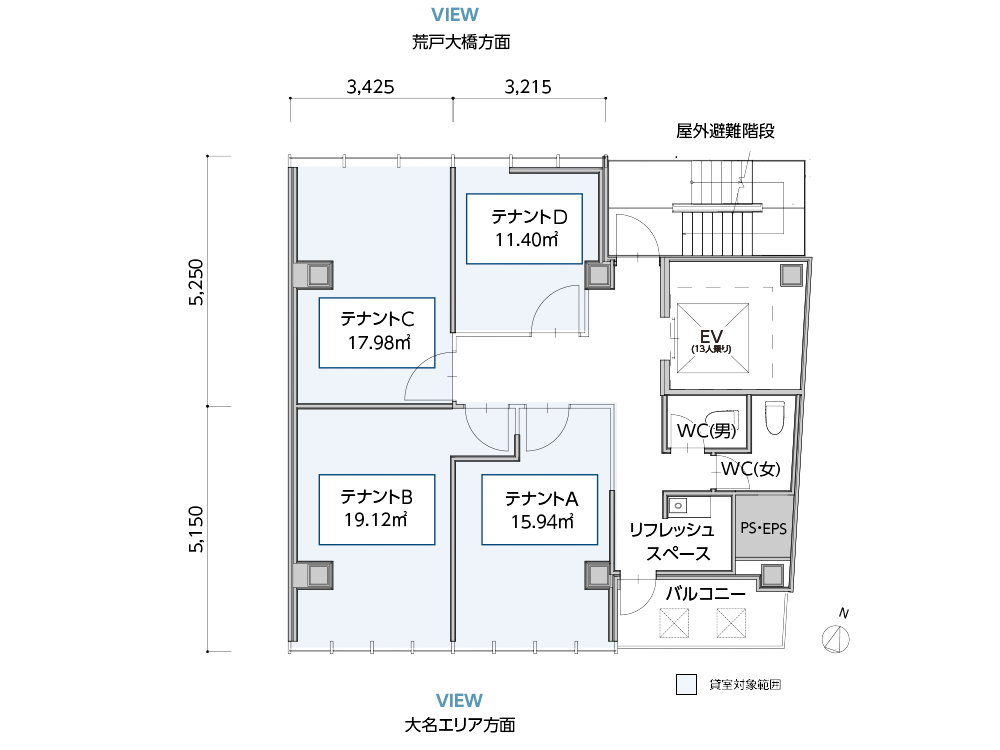 VIEW
荒戸大橋方面
3,425
3,215
屋外避難階段
5,250
テナントD
11.40㎡
テナントC
17.98㎡
EV
(13人乗り)
WC(男)
WC(女)
5,150
テナントB
19.12㎡
テナントA
15.94㎡
リフレッシュ
スペース
PS・EPS
バルコニー
N
貸室対象範囲
VIEW
大名エリア方面